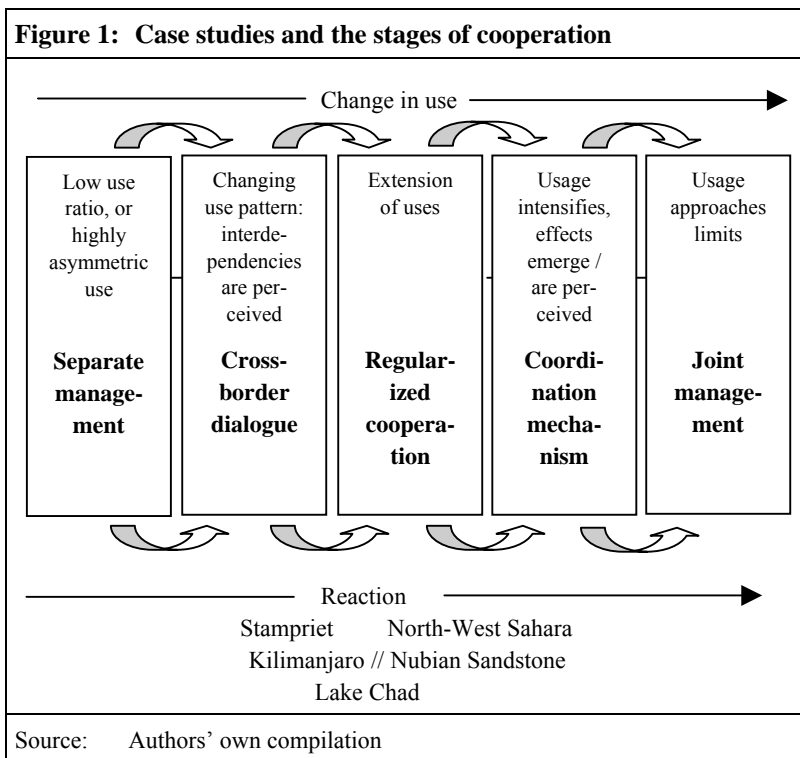 Figure 1: Case studies and the stages of cooperation
Change in use
Low use
ratio, or
highly
asymmetric
use
Separate
manage-
ment
Changing
use pattern:
interde-
pendencies
are per-
ceived
Cross-
border
dialogue
Extension
of uses
Regular-
ized
coopera-
tion
Usage
intensifies,
effects
emerge /
are per-
ceived
Coordi-
nation
mecha-
nism
Usage
approaches
limits
Joint
manage-
ment
Reaction
Stampriet North-West Sahara
Kilimanjaro // Nubian Sandstone
Lake Chad
Source: Authors' own compilation